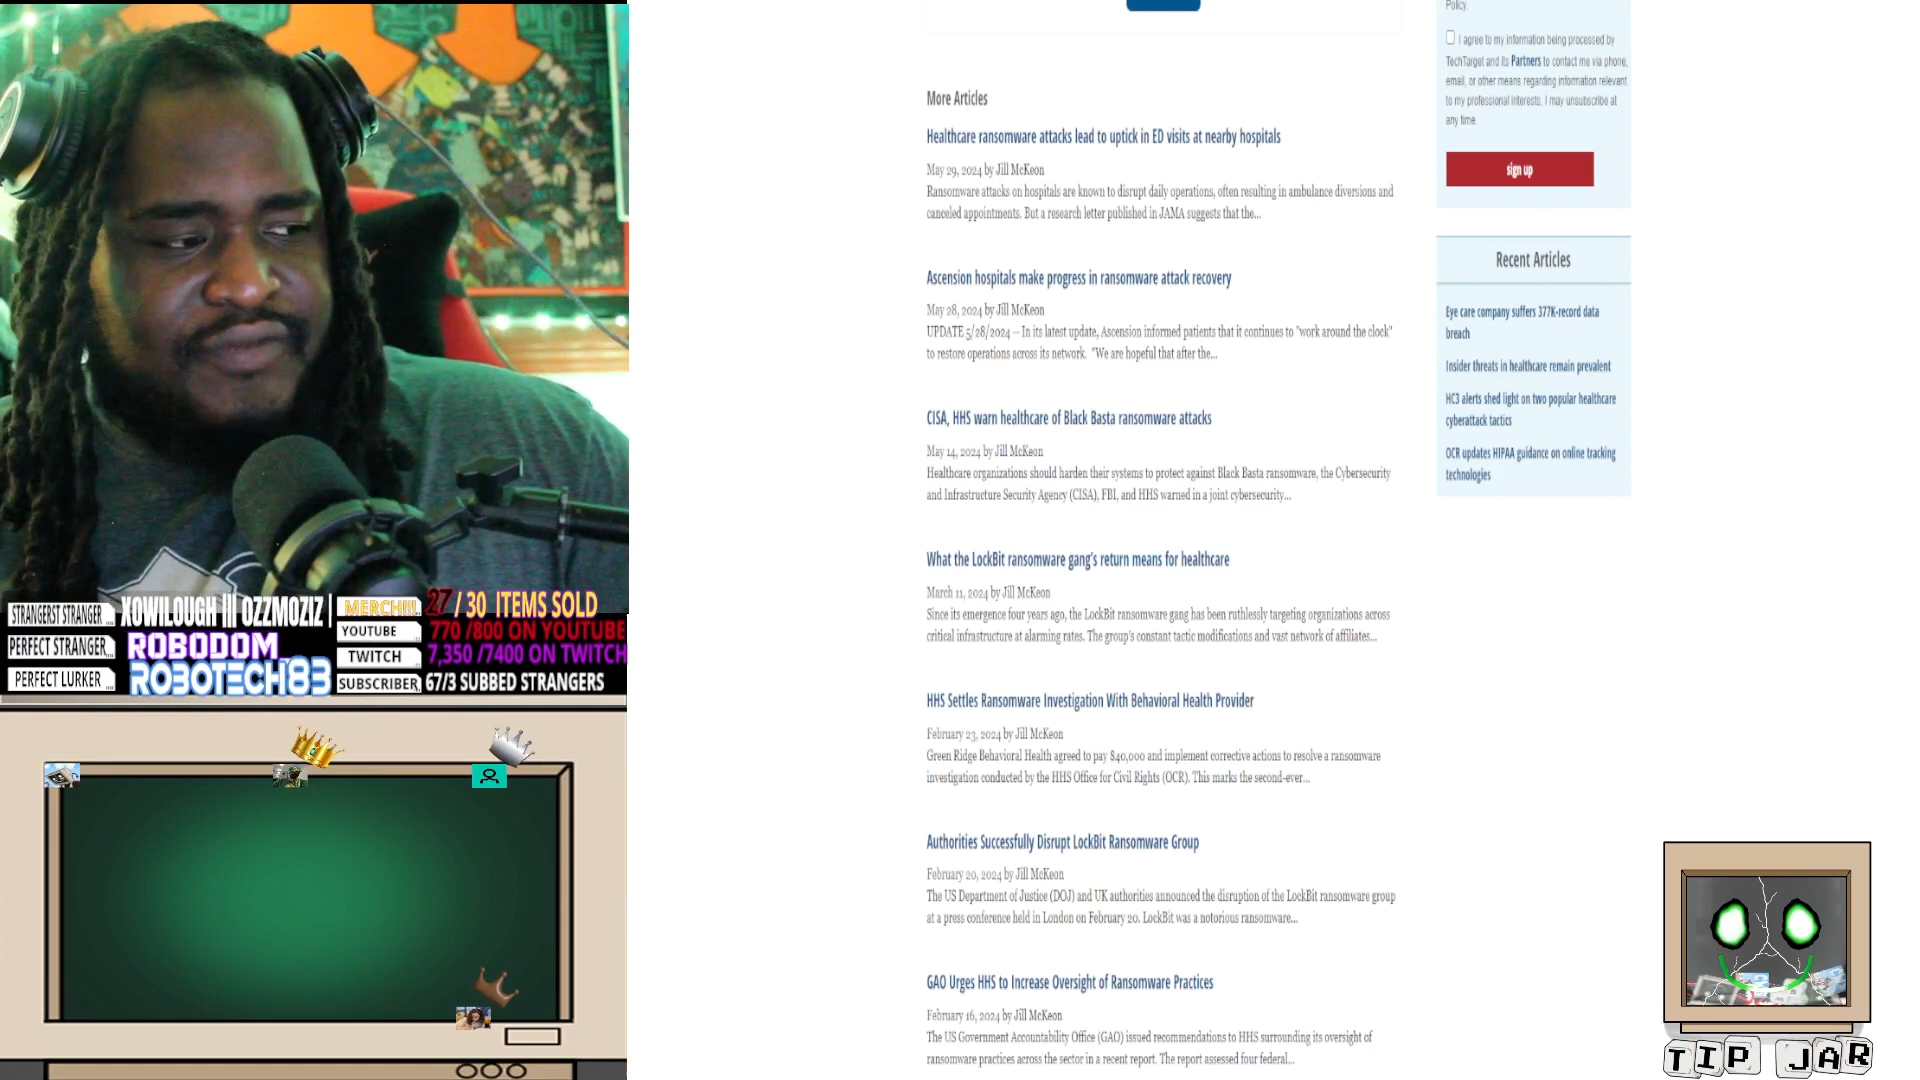 STRANGERST STRANGER
XOWILOUGH ||| OZZMOZIZ |
MERCH!!!
27/ 30 ITEMS SOLD
YOUTUBE
770 /800 ON YOUTUBE
PERFECT STRANGER
ROBODOM_
TWITCH
7,350 /7400 ON TWITCH
PERFECT LURKER
ROBOTECH83
SUBSCRIBER
67/3 SUBBED STRANGERS
More Articles
Healthcare ransomware attacks lead to uptick in ED visits at nearby hospitals
May 29, 2024 by Jill McKeon
Ransomware attacks on hospitals are known to disrupt daily operations, often resulting in ambulance diversions and
canceled appointments. But a research letter published in JAMA suggests that the...
Ascension hospitals make progress in ransomware attack recovery
May 28, 2024 by Jill McKeon
UPDATE 5/28/2024 -- In its latest update, Ascension informed patients that it continues to "work around the clock"
to restore operations across its network. "We are hopeful that after the...
CISA, HHS warn healthcare of Black Basta ransomware attacks
May 14, 2024 by Jill McKeon
Healthcare organizations should harden their systems to protect against Black Basta ransomware, the Cybersecurity
and Infrastructure Security Agency (CISA), FBI, and HHS warned in a joint cybersecurity...
What the LockBit ransomware gang's return means for healthcare
March 11, 2024 by Jill McKeon
Since its emergence four years ago, the LockBit ransomware gang has been ruthlessly targeting organizations across
critical infrastructure at alarming rates. The group's constant tactic modifications and vast network of affiliates...
HHS Settles Ransomware Investigation With Behavioral Health Provider
February 23, 2024 by Jill McKeon
Green Ridge Behavioral Health agreed to pay $40,000 and implement corrective actions to resolve a ransomware
investigation conducted by the HHS Office for Civil Rights (OCR). This marks the second-ever...
Authorities Successfully Disrupt LockBit Ransomware Group
February 20, 2024 by Jill McKeon
The US Department of Justice (DOJ) and UK authorities announced the disruption of the LockBit ransomware group
at a press conference held in London on February 20. LockBit was a notorious ransomware...
GAO Urges HHS to Increase Oversight of Ransomware Practices
February 16, 2024 by Jill McKeon
The US Government Accountability Office (GAO) issued recommendations to HHS surrounding its oversight of
ransomware practices across the sector in a recent report. The report assessed four federal...
Policy.
I agree to my information being processed by
TechTarget and its Partners to contact me via phone,
email, or other means regarding information relevant
to my professional interests. I may unsubscribe at
any time.
sign up
Recent Articles
Eye care company suffers 377K-record data
breach
Insider threats in healthcare remain prevalent
HC3 alerts shed light on two popular healthcare
cyberattack tactics
OCR updates HIPAA guidance on online tracking
technologies
TIP JAR